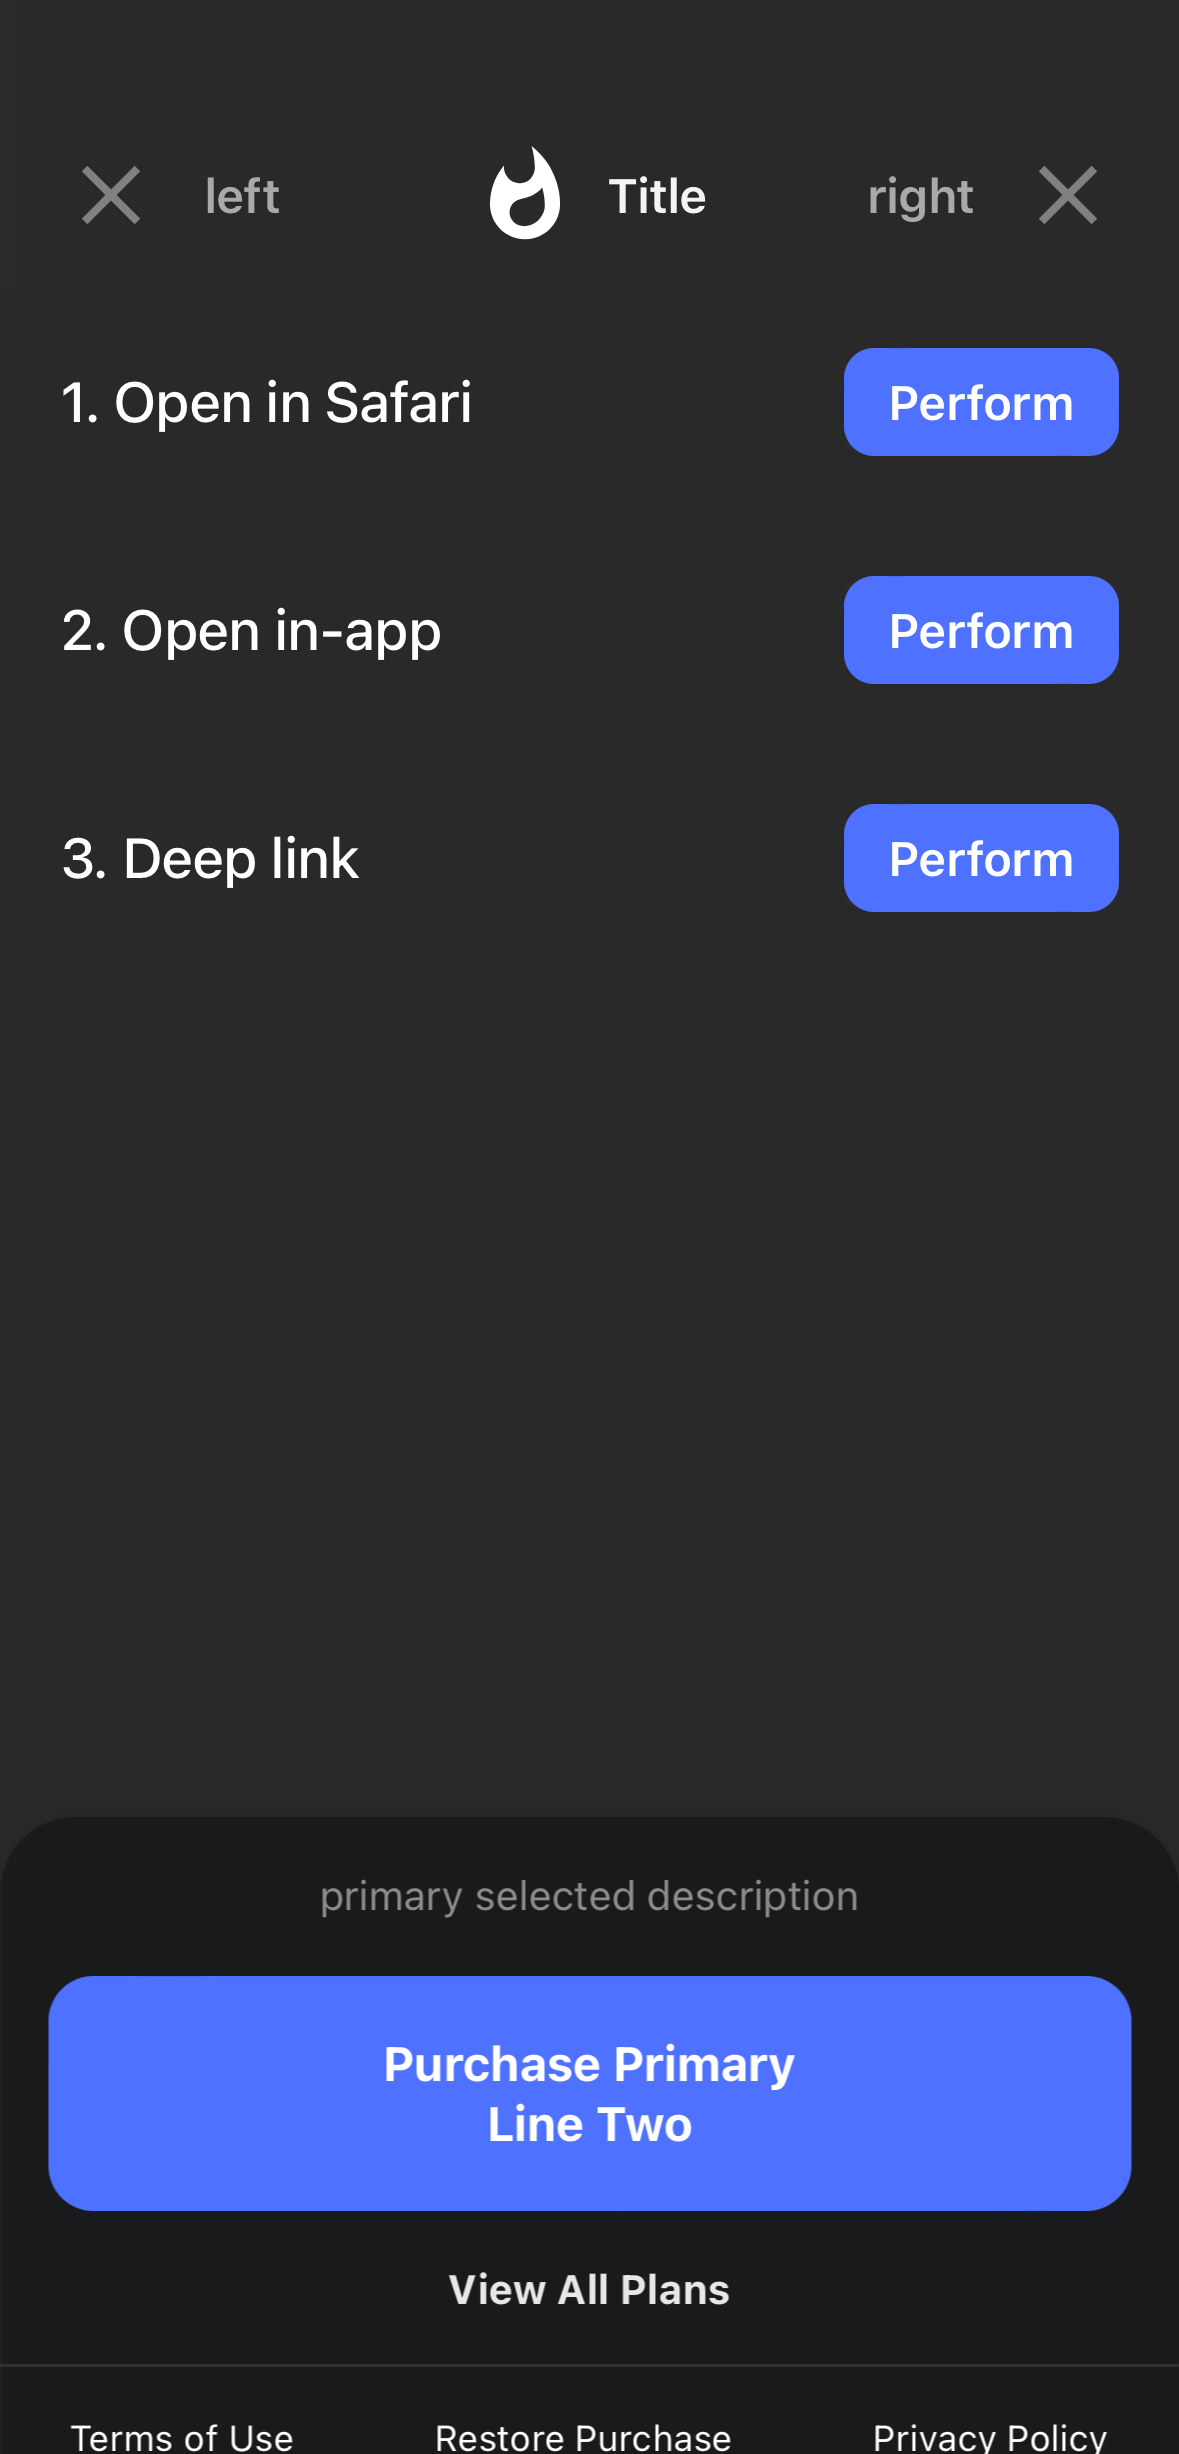 left Title right
1. Open in Safari Perform
2. Open in-app Perform
3. Deep link Perform
primary selected description
Purchase Primary
Line Two
View All Plans
Terms of Use Restore Purchase Privacy Policy